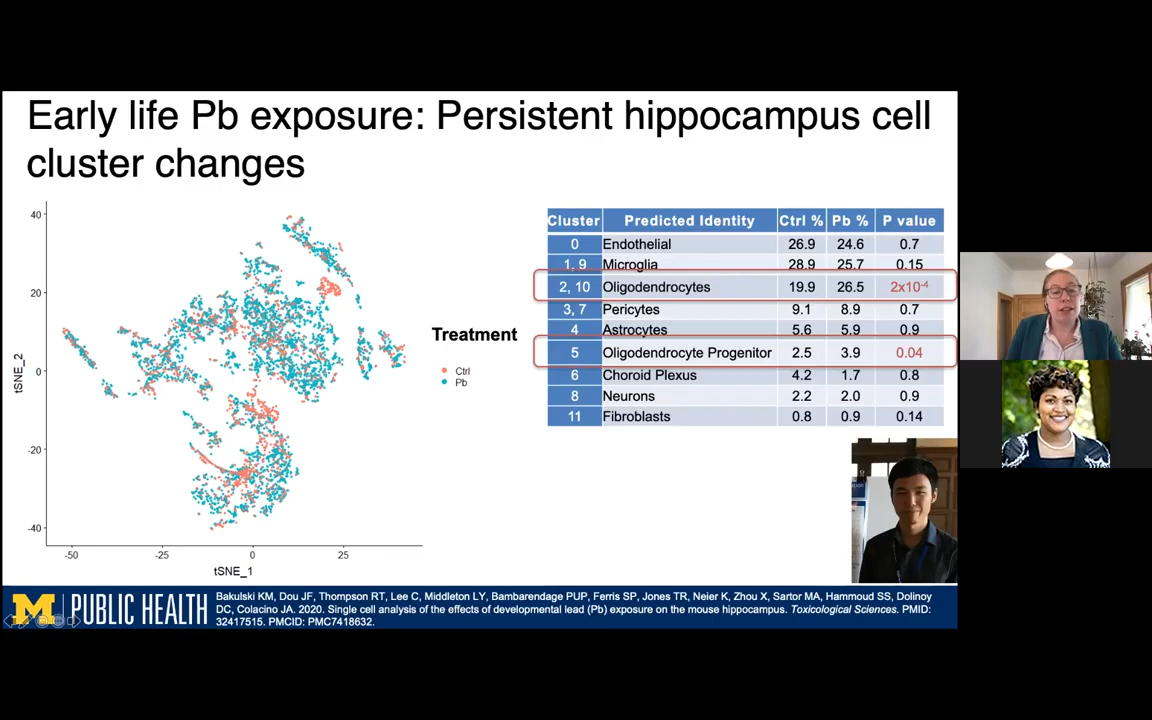 Early life Pb exposure: Persistent hippocampus cell
cluster changes
40
20
0
-20
-40
tSNE_2
-50
-25
0
25
tSNE_1
Treatment
Ctrl
Pb
Cluster Predicted Identity Ctrl % Pb % P value
0 Endothelial 26.9 24.6 0.7
1, 9 Microglia 28.9 25.7 0.15
2, 10 Oligodendrocytes 19.9 26.5 2x10-4
3, 7 Pericytes 9.1 8.9 0.7
4 Astrocytes 5.6 5.9 0.9
5 Oligodendrocyte Progenitor 2.5 3.9 0.04
6 Choroid Plexus 4.2 1.7 0.8
8 Neurons 2.2 2.0 0.9
11 Fibroblasts 0.8 0.9 0.14
M PUBLIC HEALTH
Bakulski KM, Dou JF, Thompson RT, Lee C, Middleton LY, Bambarendage PUP, Ferris SP, Jones TR, Neier K, Zhou X, Sartor MA, Hammoud SS, Dolinoy
DC, Colacino JA. 2020. Single cell analysis of the effects of developmental lead (Pb) exposure on the mouse hippocampus. Toxicological Sciences. PMID:
32417515. PMCID: PMC7418632.